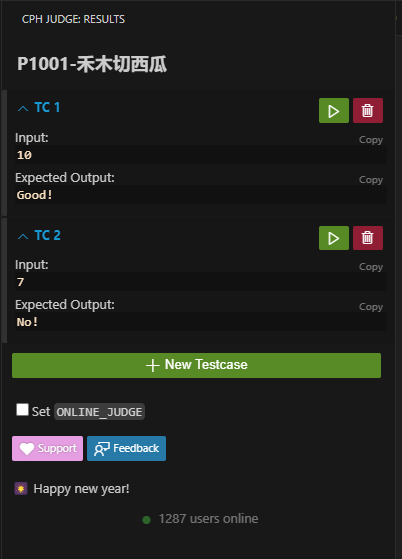 CPH JUDGE: RESULTS
P1001-禾木切西瓜
TC 1
Input:
Copy
10
Expected Output:
Copy
Good!
TC 2
Input:
Copy
7
Expected Output:
Copy
No!
New Testcase
Set ONLINE_JUDGE
Support Feedback
Happy new year!
1287 users online